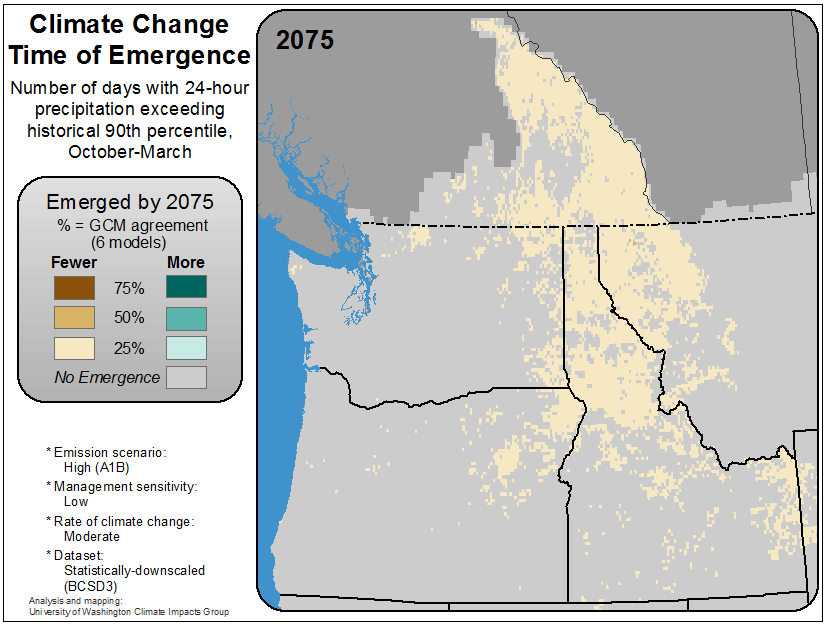 Climate Change
Time of Emergence
Number of days with 24-hour
precipitation exceeding
historical 90th percentile,
October-March
2075
Emerged by 2075
% = GCM agreement
(6 models)
Fewer More
75%
50%
25%
No Emergence
* Emission scenario:
High (A1B)
* Management sensitivity:
Low
* Rate of climate change:
Moderate
* Dataset:
Statistically-downscaled
(BCSD3)
Analysis and mapping:
University of Washington Climate Impacts Group